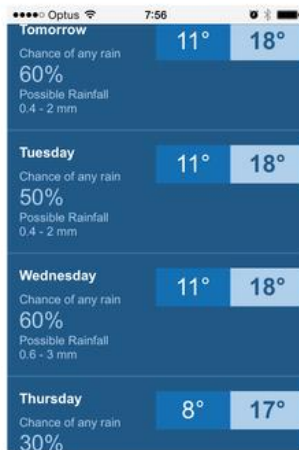 Optus 7:56
Tomorrow 11° 18°
Chance of any rain
60%
Possible Rainfall
0.4 - 2 mm
Tuesday 11° 18°
Chance of any rain
50%
Possible Rainfall
0.4 - 2 mm
Wednesday 11° 18°
Chance of any rain
60%
Possible Rainfall
0.6 - 3 mm
Thursday 8° 17°
Chance of any rain
30%